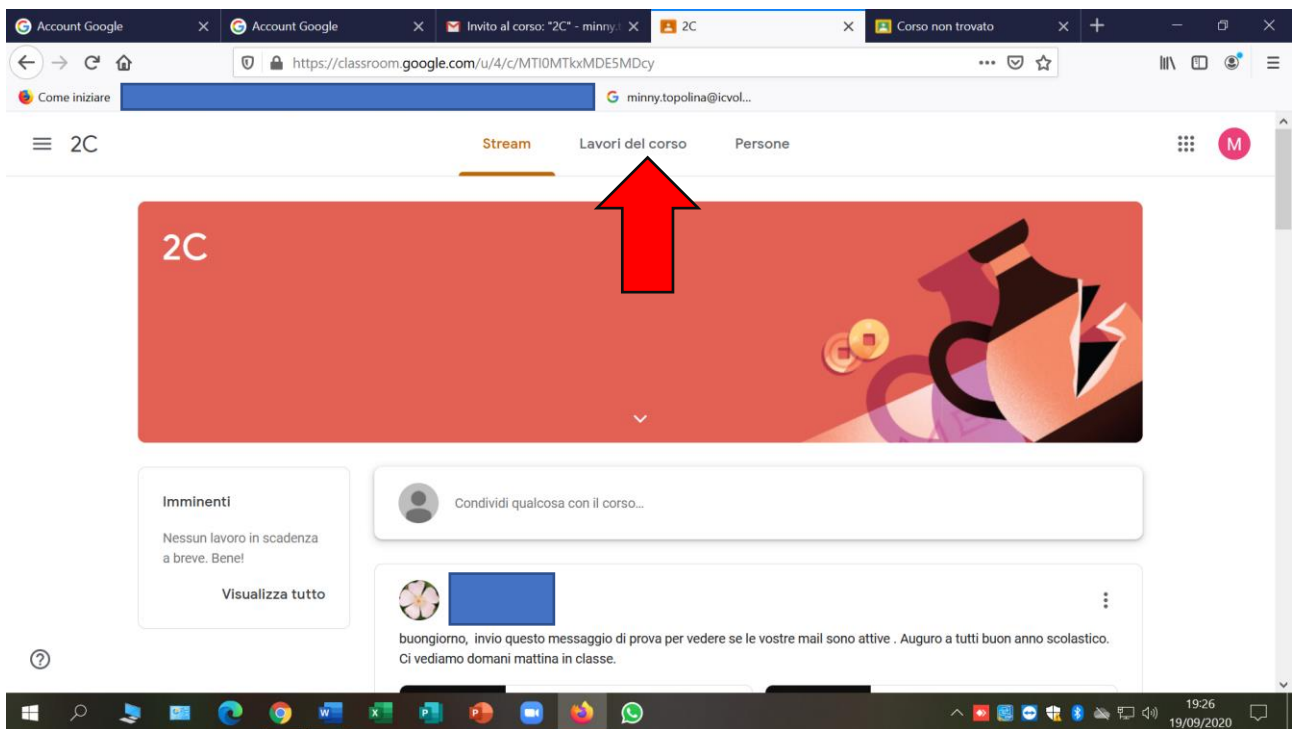 Account Google
Account Google
Invito al corso: "2C" - minny.t
2C
Corso non trovato
https://classroom.google.com/u/4/c/MTI0MTkxMDE5MDcy
Come iniziare
G minny.topolina@icvol...
2C
Stream
Lavori del corso
Persone
M
2C
Imminenti
Nessun lavoro in scadenza
a breve. Bene!
Visualizza tutto
Condividi qualcosa con il corso...
buongiorno, invio questo messaggio di prova per vedere se le vostre mail sono attive . Auguro a tutti buon anno scolastico.
Ci vediamo domani mattina in classe.
19:26
19/09/2020